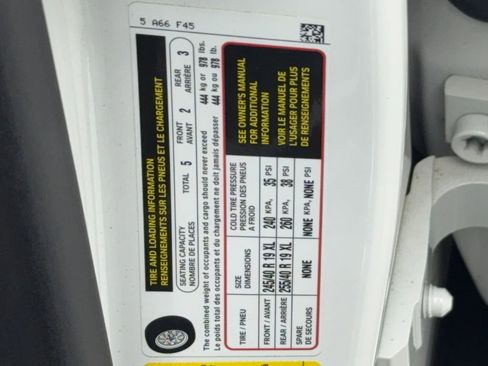 5 A66 F45
TIRE AND LOADING INFORMATION
RENSEIGNEMENTS SUR LES PNEUS ET LE CHARGEMENT
SEATING CAPACITY
NOMBRE DE PLACES
TOTAL 5
FRONT
AVANT 2
REAR
ARRIÈRE 3
The combined weight of occupants and cargo should never exceed 444 kg or 978 lbs.
Le poids total des occupants et du chargement ne doit jamais dépasser 444 kg ou 978 lb.
TIRE / PNEU
SIZE
DIMENSIONS
COLD TIRE PRESSURE
PRESSION DES PNEUS
A FROID
FRONT / AVANT 245/40 R 19 XL 240 KPA, 35 PSI
REAR / ARRIÈRE 255/40 R 19 XL 260 KPA, 38 PSI
SPARE
DE SECOURS NONE NONE KPA, NONE PSI
SEE OWNER'S MANUAL
FOR ADDITIONAL
INFORMATION
VOIR LE MANUEL DE
L'USAGER POUR PLUS
DE RENSEIGNEMENTS